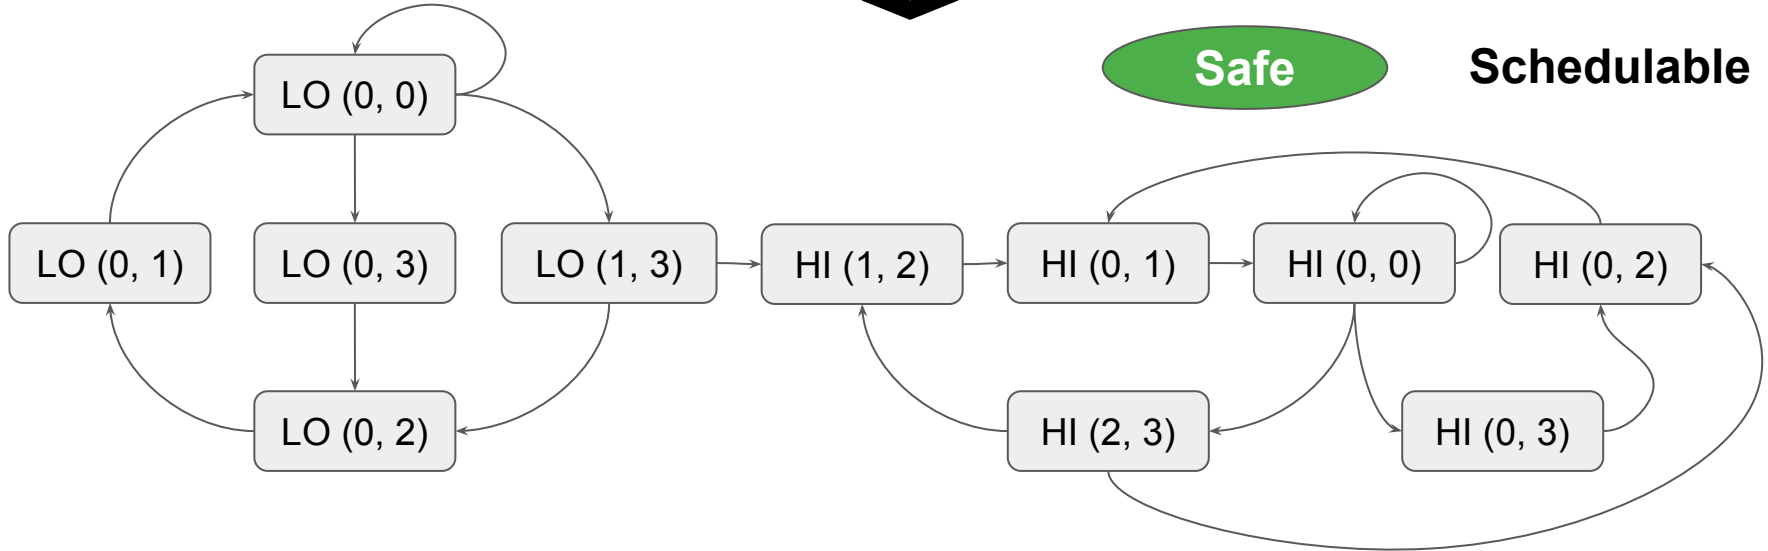 Safe
Schedulable
LO (0, 0)
LO (0, 1)
LO (0, 3)
LO (1, 3)
HI (1, 2)
HI (0, 1)
HI (0, 0)
HI (0, 2)
LO (0, 2)
HI (2, 3)
HI (0, 3)